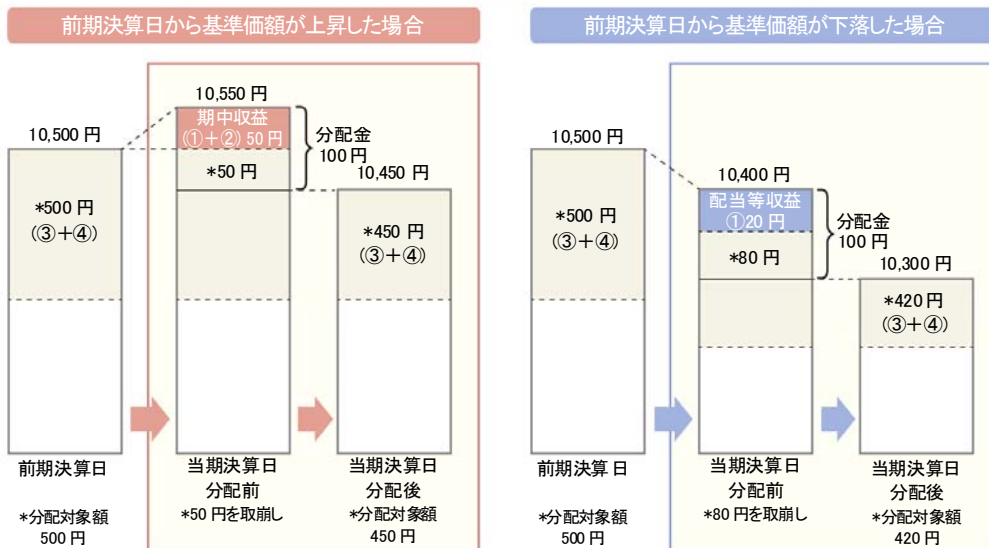 前期決算日から基準価額が上昇した場合
10,500 円
*500 円
(③+④)
前期決算日
*分配対象額
500 円
10,550 円
期中収益
(①+②) 50 円
*50 円
分配金
100 円
当期決算日
分配前
*50 円を取崩し
10,450 円
*450 円
(③+④)
当期決算日
分配後
*分配対象額
450 円
前期決算日から基準価額が下落した場合
10,500 円
*500 円
(③+④)
前期決算日
*分配対象額
500 円
10,400 円
配当等収益
①20 円
*80 円
分配金
100 円
当期決算日
分配前
*80 円を取崩し
10,300 円
*420 円
(③+④)
当期決算日
分配後
*分配対象額
420 円